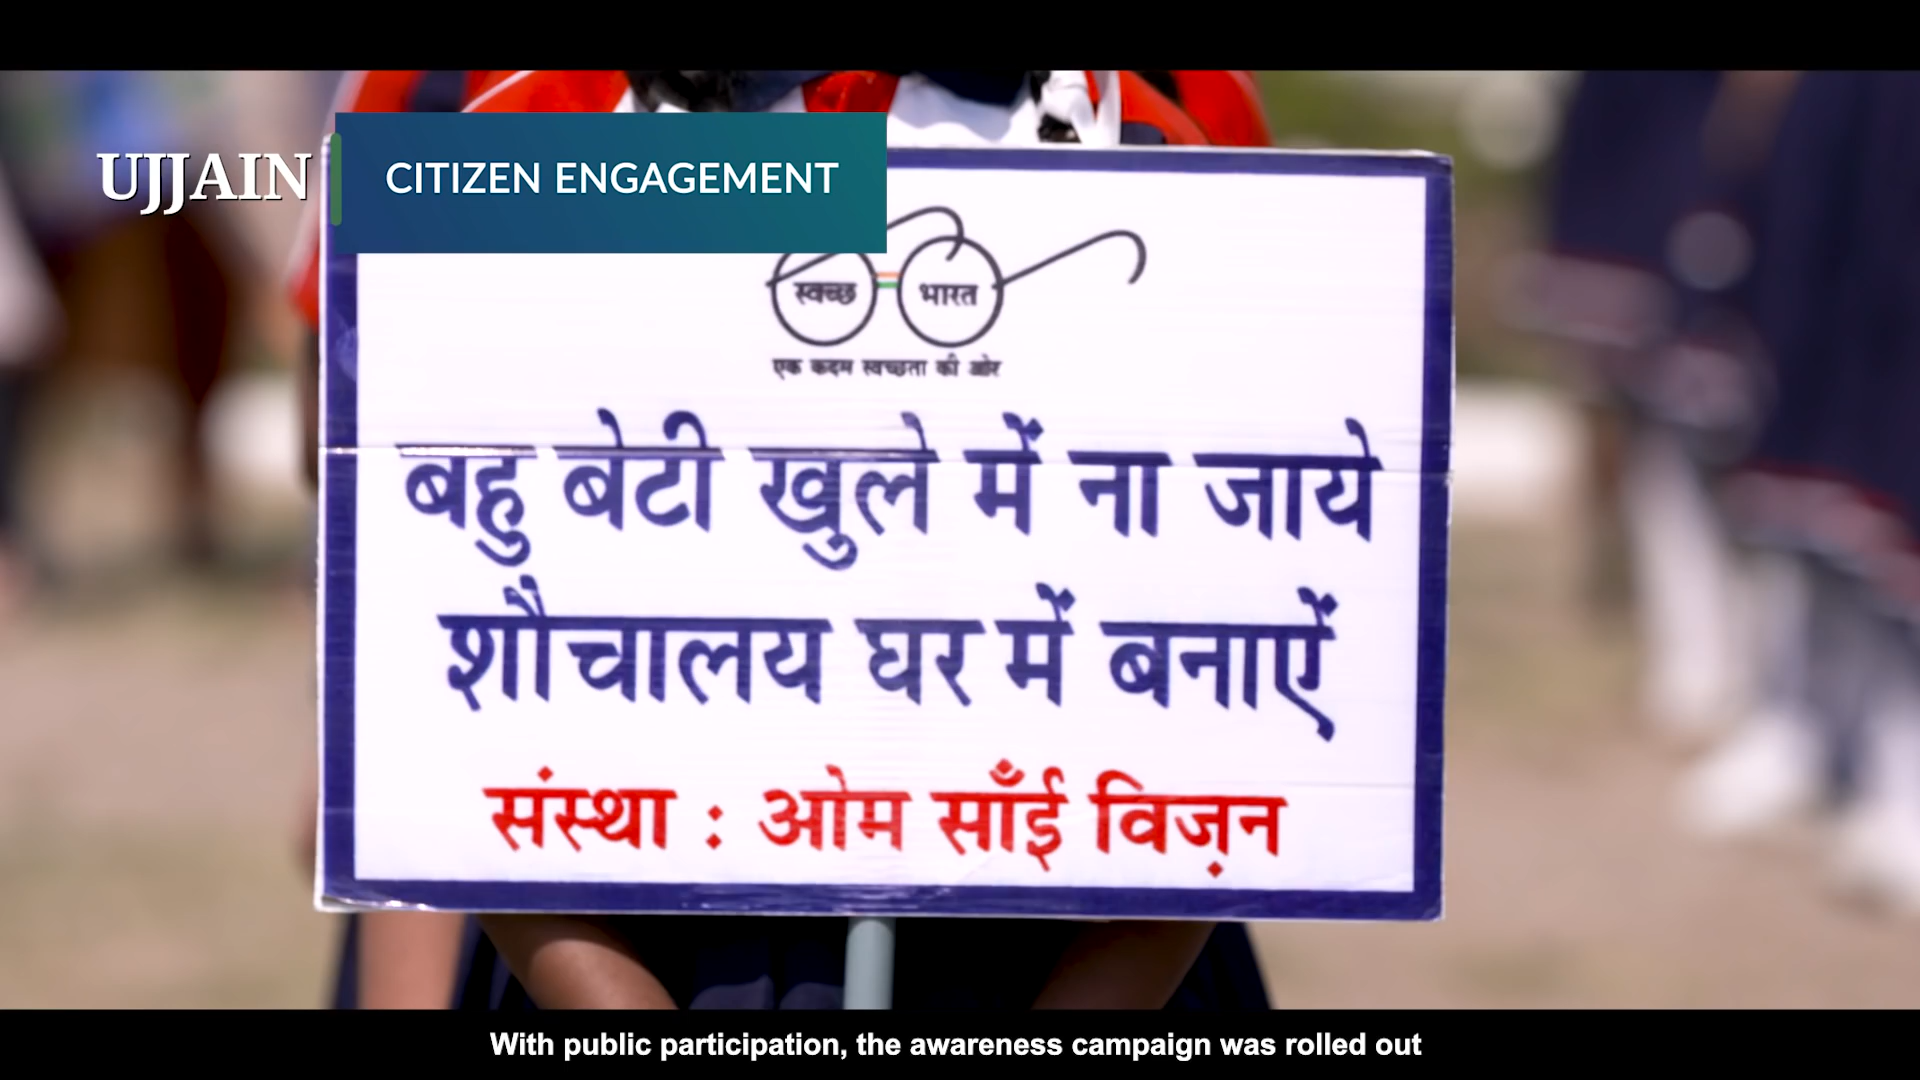 UJJAIN
CITIZEN ENGAGEMENT
स्वच्छ भारत
एक कदम स्वच्छता की ओर
बहु बेटी खुले में ना जाये
शौचालय घर में बनाऐं
संस्था : ओम साँई विज़न
With public participation, the awareness campaign was rolled out